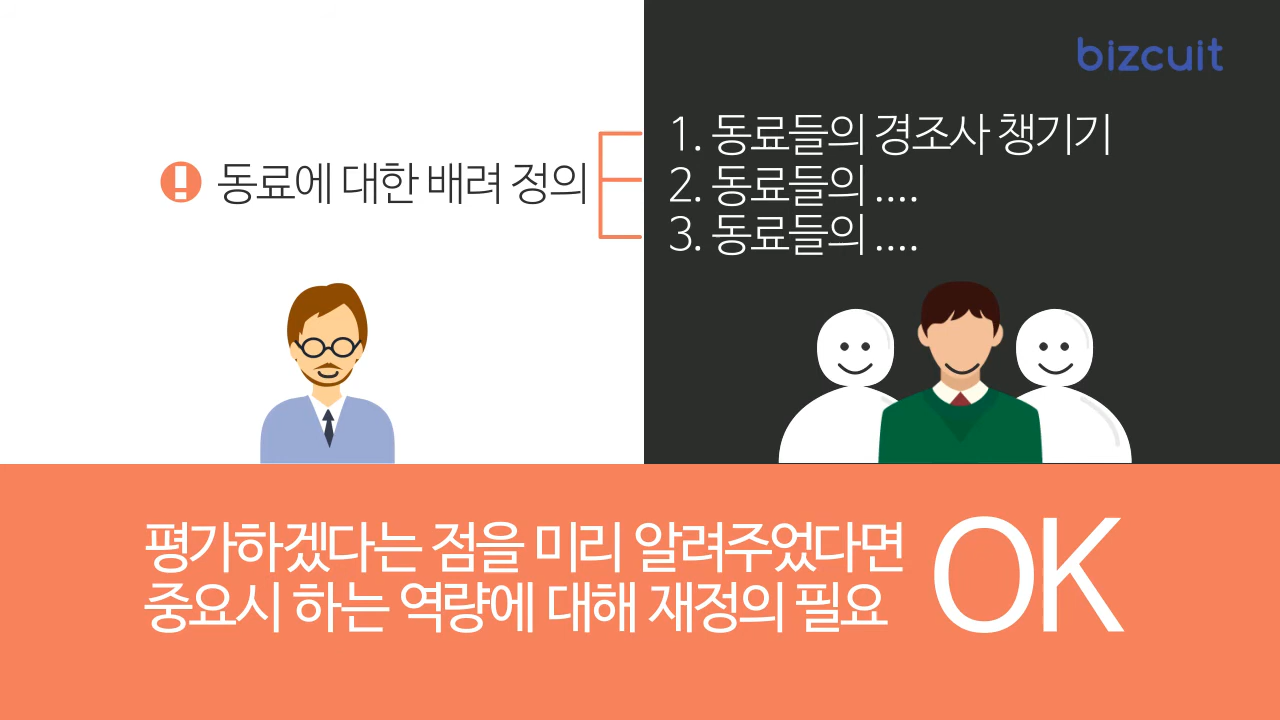 bizcuit
동료에 대한 배려 정의
1. 동료들의 경조사 챙기기
2. 동료들의 ....
3. 동료들의 ....
평가하겠다는 점을 미리 알려주었다면
중요시 하는 역량에 대해 재정의 필요
OK